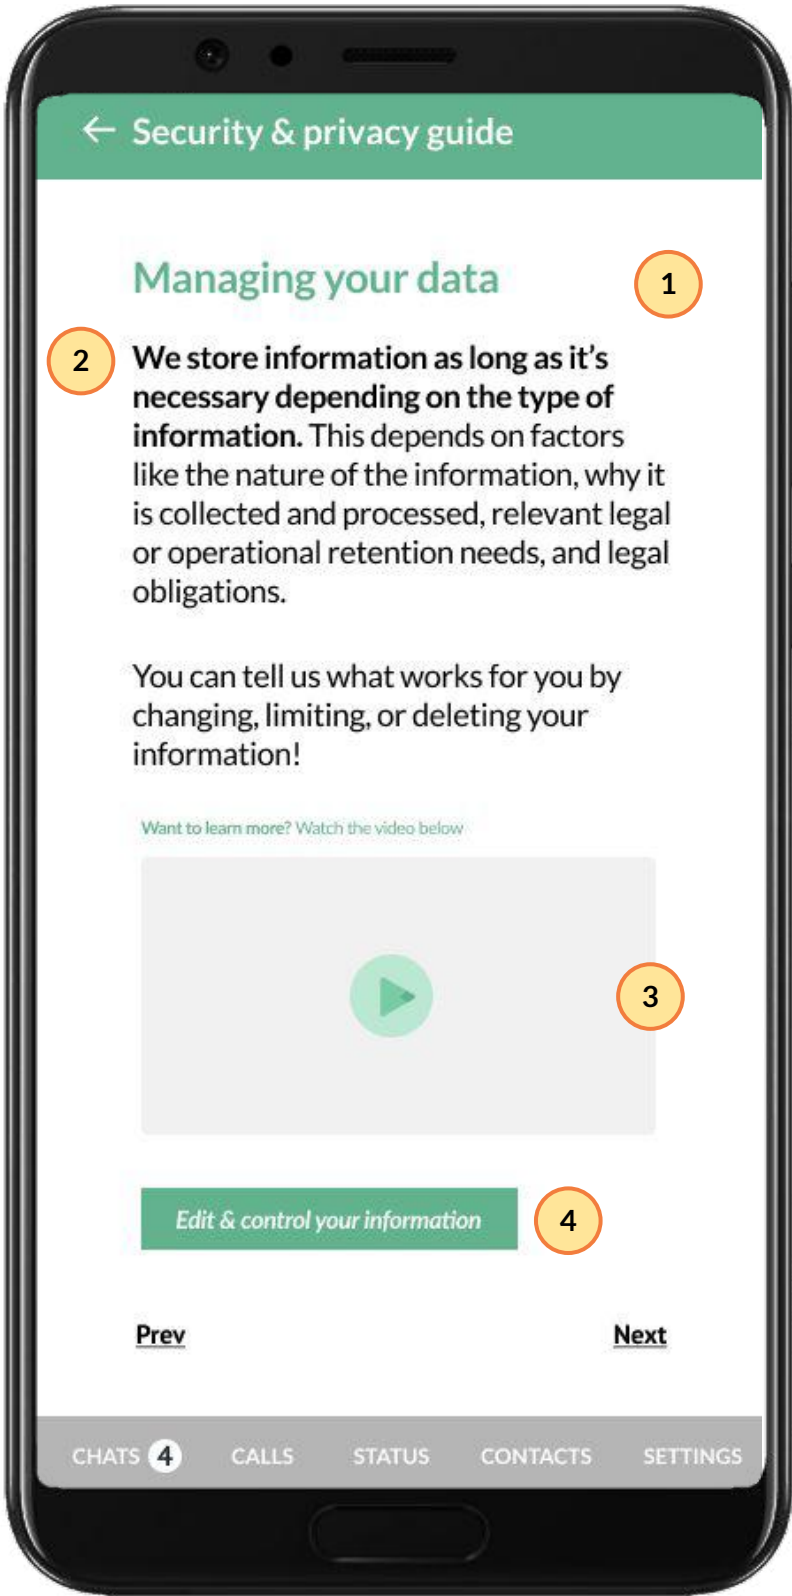 ← Security & privacy guide
Managing your data
1
2
We store information as long as it’s
necessary depending on the type of
information. This depends on factors
like the nature of the information, why it
is collected and processed, relevant legal
or operational retention needs, and legal
obligations.
You can tell us what works for you by
changing, limiting, or deleting your
information!
Want to learn more? Watch the video below
3
Edit & control your information
4
Prev Next
CHATS 4 CALLS STATUS CONTACTS SETTINGS